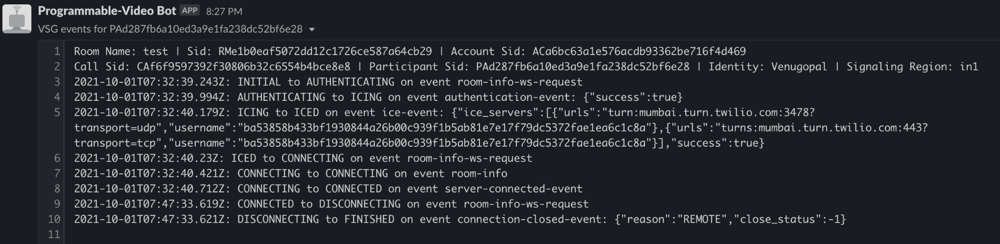 Programmable-Video Bot APP 8:27 PM
VSG events for PAd287fb6a10ed3a9e1fa238dc52bf6e28
1 Room Name: test | Sid: RMe1b0eaf5072dd12c1726ce587a64cb29 | Account Sid: ACa6bc63a1e576acdb93362be716f4d469
2 Call Sid: CAf6f9597392f30806b32c6554b4bce8e8 | Participant Sid: PAd287fb6a10ed3a9e1fa238dc52bf6e28 | Identity: Venugopal | Signaling Region: in1
3 2021-10-01T07:32:39.243Z: INITIAL to AUTHENTICATING on event room-info-ws-request
4 2021-10-01T07:32:39.994Z: AUTHENTICATING to ICING on event authentication-event: {"success":true}
5 2021-10-01T07:32:40.179Z: ICING to ICED on event ice-event: {"ice_servers":[{"urls":"turn:mumbai.turn.twilio.com:3478?
transport=udp","username":"ba53858b433bf1930844a26b00c939f1b5ab81e7e17f79dc5372fae1ea6c1c8a"},{"urls":"turns:mumbai.turn.twilio.com:443?
transport=tcp","username":"ba53858b433bf1930844a26b00c939f1b5ab81e7e17f79dc5372fae1ea6c1c8a"}],"success":true}
6 2021-10-01T07:32:40.23Z: ICED to CONNECTING on event room-info-ws-request
7 2021-10-01T07:32:40.421Z: CONNECTING to CONNECTING on event room-info
8 2021-10-01T07:32:40.712Z: CONNECTING to CONNECTED on event server-connected-event
9 2021-10-01T07:47:33.619Z: CONNECTED to DISCONNECTING on event room-info-ws-request
10 2021-10-01T07:47:33.621Z: DISCONNECTING to FINISHED on event connection-closed-event: {"reason":"REMOTE","close_status":-1}
11